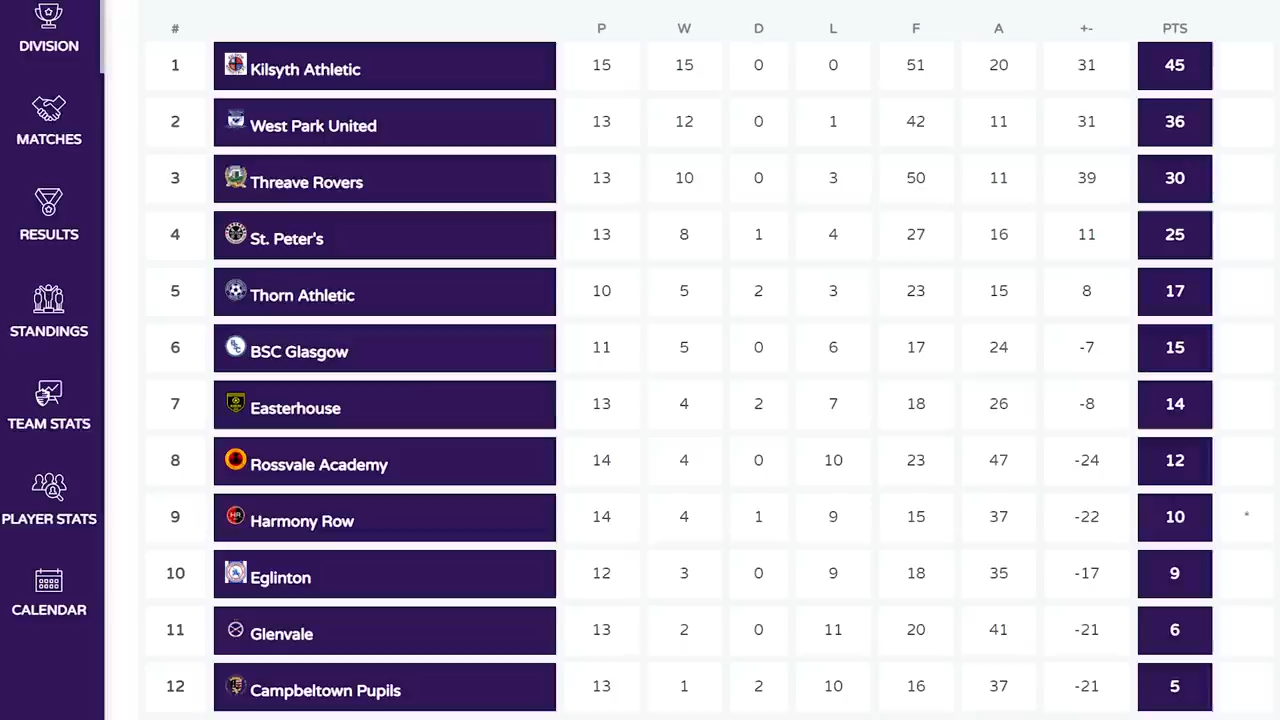 DIVISION
MATCHES
RESULTS
STANDINGS
TEAM STATS
PLAYER STATS
CALENDAR
# P W D L F A +- PTS
1 Kilsyth Athletic 15 15 0 0 51 20 31 45
2 West Park United 13 12 0 1 42 11 31 36
3 Threave Rovers 13 10 0 3 50 11 39 30
4 St. Peter's 13 8 1 4 27 16 11 25
5 Thorn Athletic 10 5 2 3 23 15 8 17
6 BSC Glasgow 11 5 0 6 17 24 -7 15
7 Easterhouse 13 4 2 7 18 26 -8 14
8 Rossvale Academy 14 4 0 10 23 47 -24 12
9 Harmony Row 14 4 1 9 15 37 -22 10 *
10 Eglinton 12 3 0 9 18 35 -17 9
11 Glenvale 13 2 0 11 20 41 -21 6
12 Campbeltown Pupils 13 1 2 10 16 37 -21 5